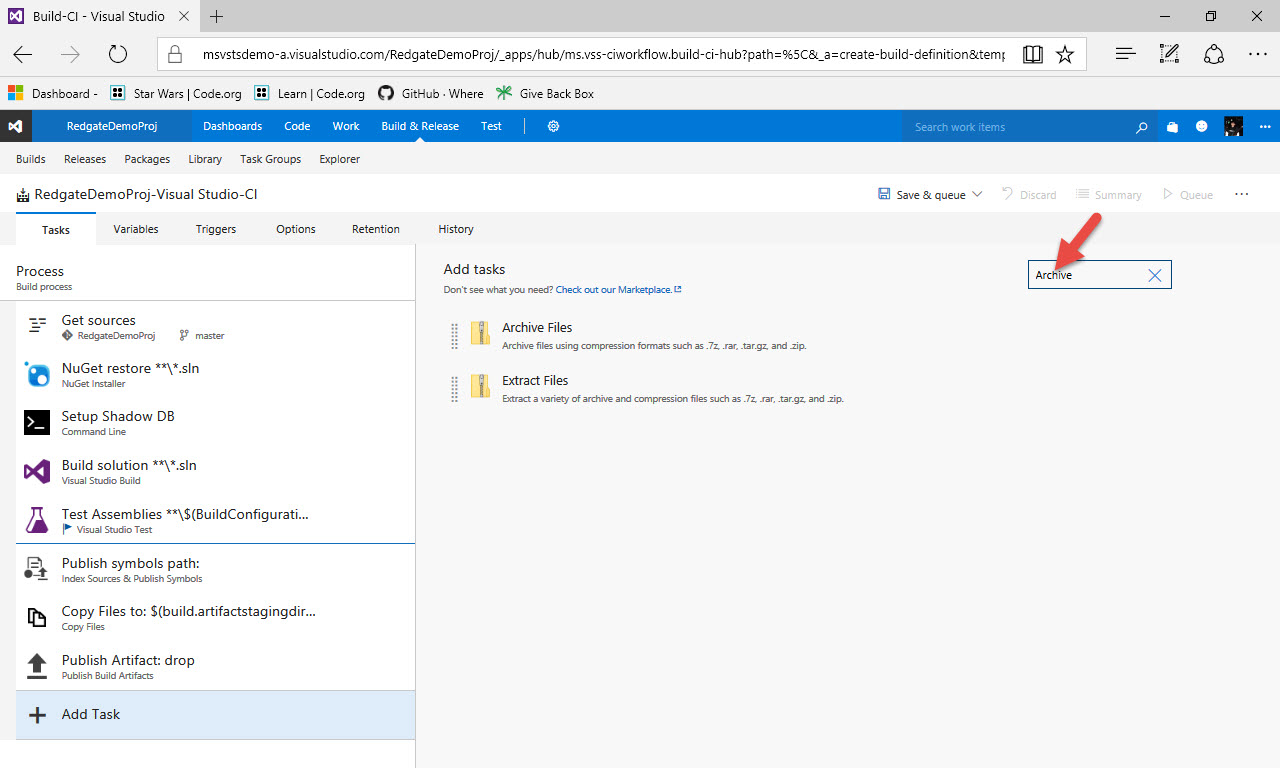 Build-CI - Visual Studio
msvstsdemo-a.visualstudio.com/RedgateDemoProj/_apps/hub/ms.vss-ciworkflow.build-ci-hub?path=%5C&_a=create-build-definition&temp
Dashboard - Star Wars | Code.org Learn | Code.org GitHub · Where Give Back Box
RedgateDemoProj Dashboards Code Work Build & Release Test Search work items
Builds Releases Packages Library Task Groups Explorer
RedgateDemoProj-Visual Studio-CI Save & queue Discard Summary Queue
Tasks Variables Triggers Options Retention History
Process
Build process
Get sources
RedgateDemoProj master
NuGet restore **\*.sln
NuGet Installer
Setup Shadow DB
Command Line
Build solution **\*.sln
Visual Studio Build
Test Assemblies **\$(BuildConfigurati...
Visual Studio Test
Publish symbols path:
Index Sources & Publish Symbols
Copy Files to: $(build.artifactstagingdir...
Copy Files
Publish Artifact: drop
Publish Build Artifacts
Add Task
Add tasks
Don't see what you need? Check out our Marketplace.
Archive
Archive Files
Archive files using compression formats such as .7z, .rar, .tar.gz, and .zip.
Extract Files
Extract a variety of archive and compression files such as .7z, .rar, .tar.gz, and .zip.